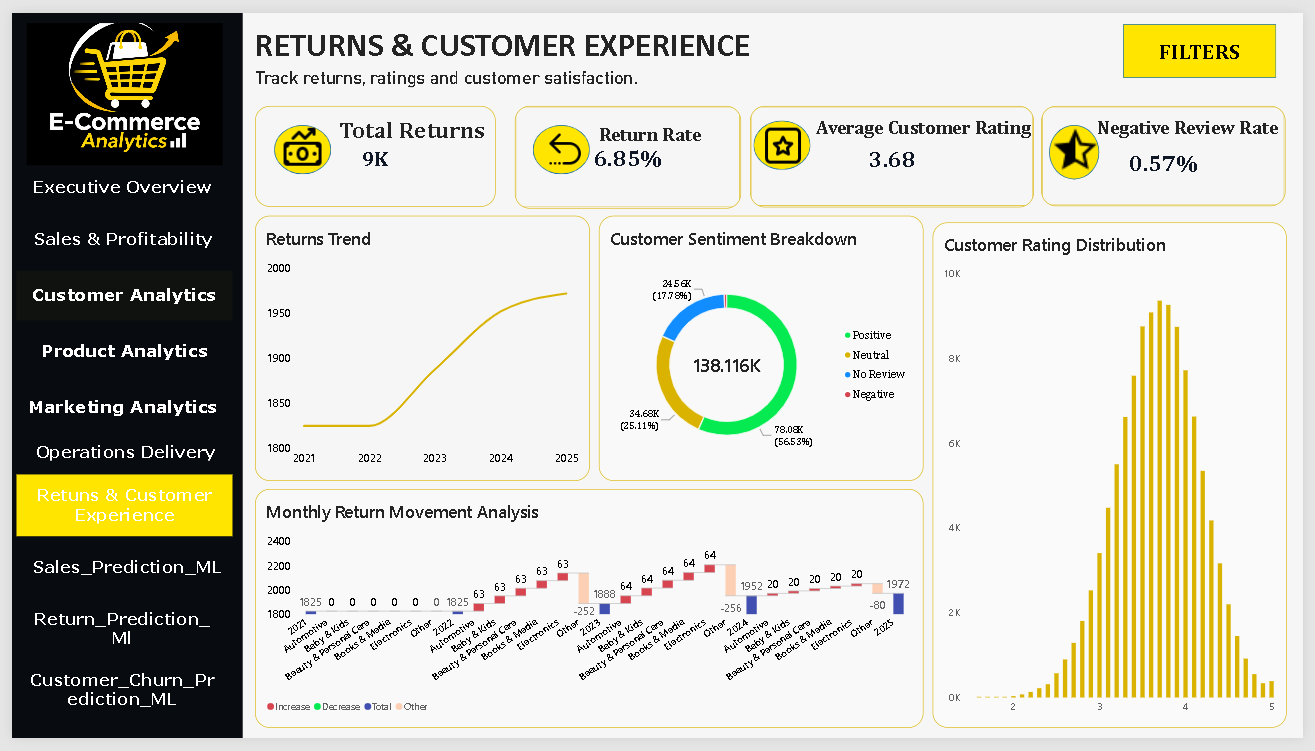 E-Commerce
Analytics
Executive Overview
Sales & Profitability
Customer Analytics
Product Analytics
Marketing Analytics
Operations Delivery
Retuns & Customer
Experience
Sales_Prediction_ML
Return_Prediction_
Ml
Customer_Churn_Pr
ediction_ML
RETURNS & CUSTOMER EXPERIENCE
Track returns, ratings and customer satisfaction.
FILTERS
Total Returns
9K
Return Rate
6.85%
Average Customer Rating
3.68
Negative Review Rate
0.57%
Returns Trend
2000
1950
1900
1850
1800
2021 2022 2023 2024 2025
Customer Sentiment Breakdown
24.56K
(17.78%)
138.116K
34.68K
(25.11%)
78.08K
(56.53%)
Positive
Neutral
No Review
Negative
Customer Rating Distribution
10K
8K
6K
4K
2K
0K
2 3 4 5
Monthly Return Movement Analysis
2400
2200
2000
1800
1825 0 0 0 0 0 0 1825 63 63 63 63 63 -252 1888 64 64 64 64 64 -256 1952 20 20 20 20 20 -80 1972
2021 Automotive Baby & Kids Beauty & Personal Care Books & Media Electronics Other 2022 Automotive Baby & Kids Beauty & Personal Care Books & Media Electronics Other 2023 Automotive Baby & Kids Beauty & Personal Care Books & Media Electronics Other 2024 Automotive Baby & Kids Beauty & Personal Care Books & Media Electronics Other 2025
Increase Decrease Total Other